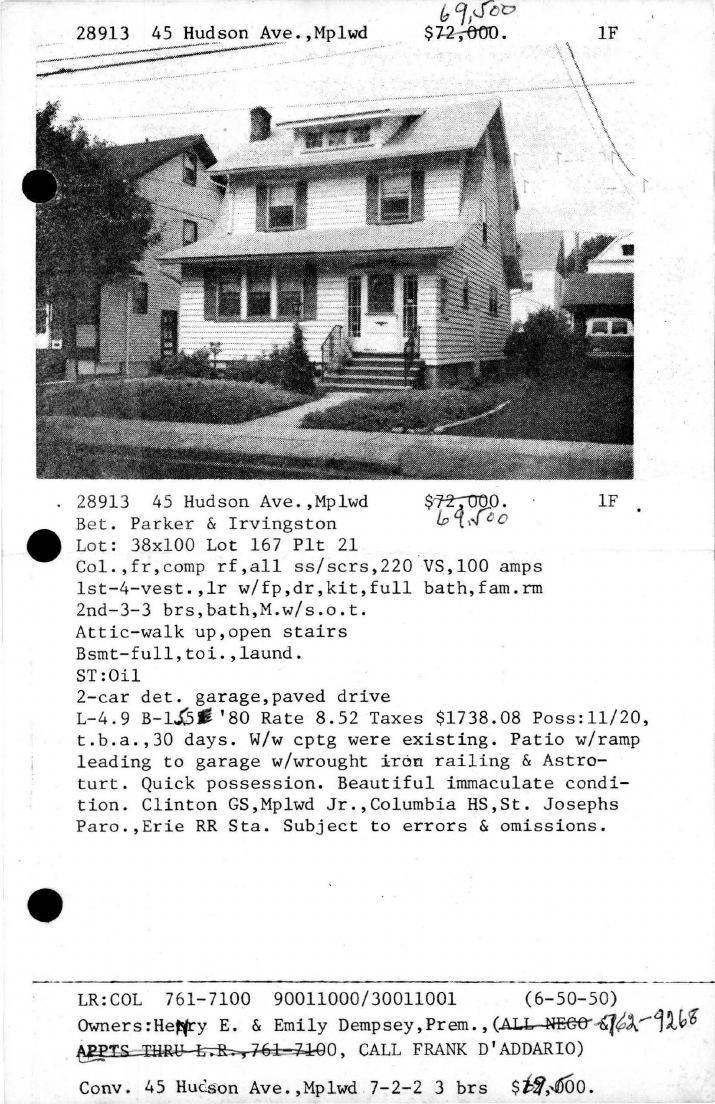 69,500
28913 45 Hudson Ave.,Mplwd $72,000. 1F
28913 45 Hudson Ave.,Mplwd $72,000. 1F
69,500
Bet. Parker & Irvingston
Lot: 38x100 Lot 167 Plt 21
Col.,fr,comp rf,all ss/scrs,220 VS,100 amps
1st-4-vest.,lr w/fp,dr,kit,full bath,fam.rm
2nd-3-3 brs,bath,M.w/s.o.t.
Attic-walk up,open stairs
Bsmt-full,toi.,laund.
ST:Oil
2-car det. garage,paved drive
L-4.9 B-15.5 '80 Rate 8.52 Taxes $1738.08 Poss:11/20,
t.b.a.,30 days. W/w cptg were existing. Patio w/ramp
leading to garage w/wrought iron railing & Astro-
turt. Quick possession. Beautiful immaculate condi-
tion. Clinton GS,Mplwd Jr.,Columbia HS,St. Josephs
Paro.,Erie RR Sta. Subject to errors & omissions.
LR:COL 761-7100 90011000/30011001 (6-50-50)
Owners:Henry E. & Emily Dempsey,Prem.,(ALL NEGO & 762-9268
APPTS THRU L.R.,761-7100, CALL FRANK D'ADDARIO)
Conv. 45 Hudson Ave.,Mplwd 7-2-2 3 brs $69,500.